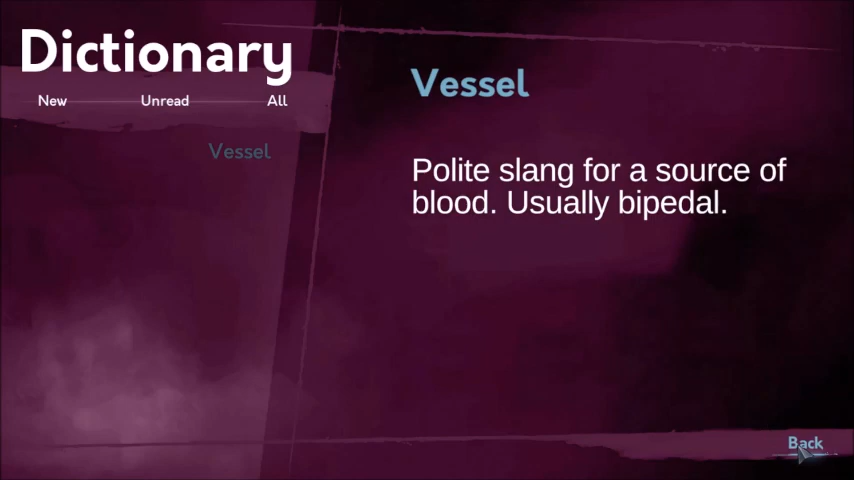 Dictionary
New Unread All
Vessel
Vessel
Polite slang for a source of
blood. Usually bipedal.
Back